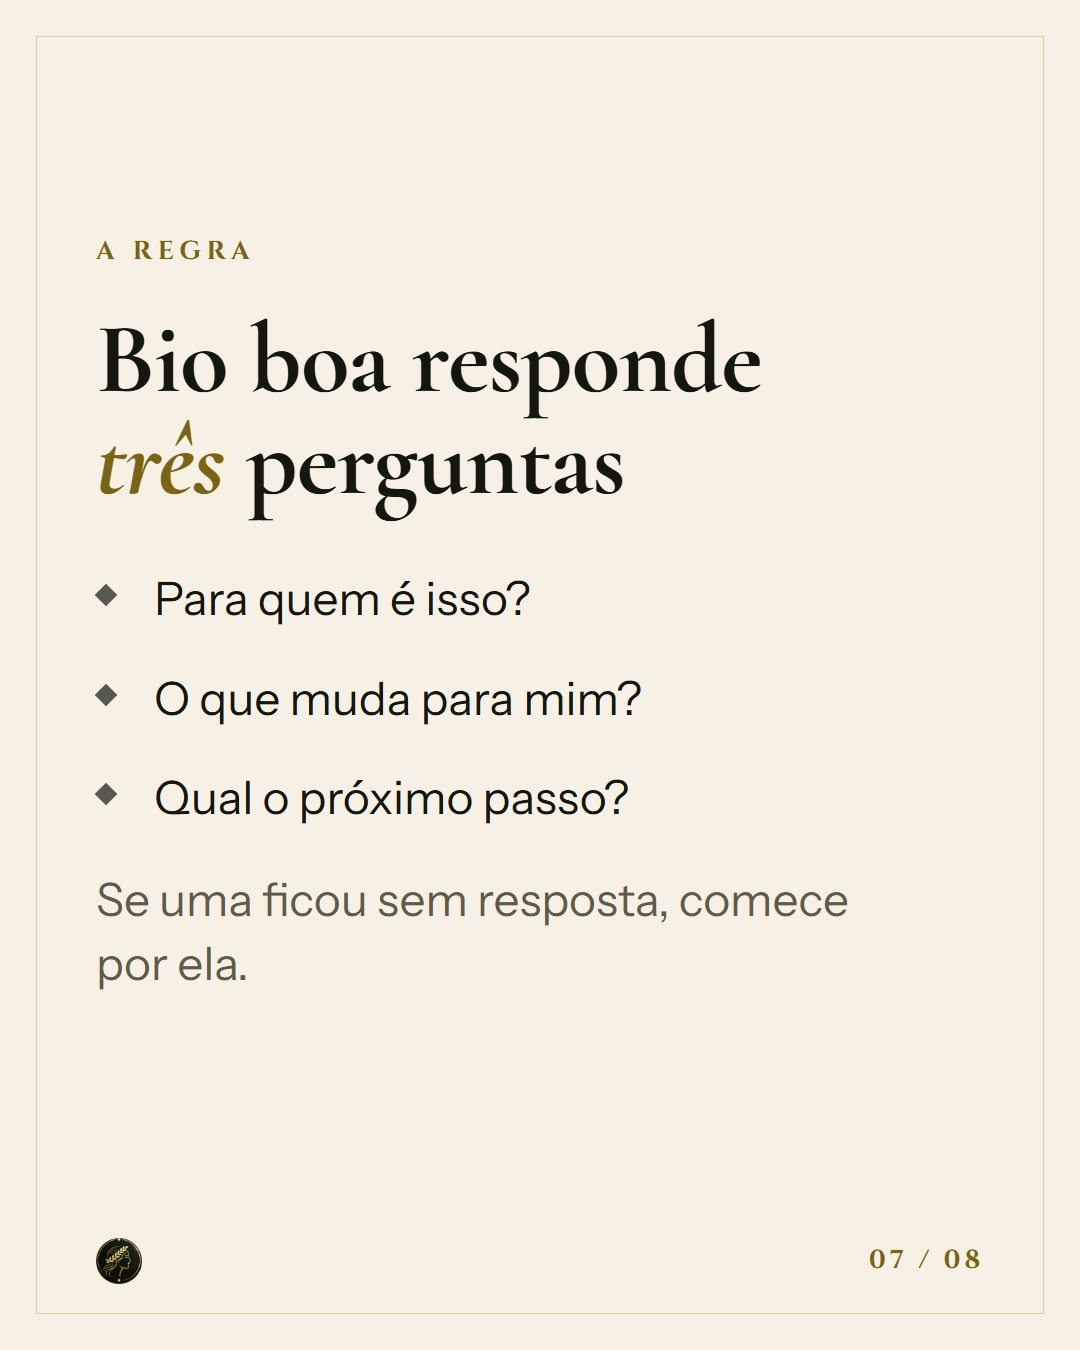 A REGRA
Bio boa responde
três perguntas
Para quem é isso?
O que muda para mim?
Qual o próximo passo?
Se uma ficou sem resposta, comece
por ela.
07 / 08